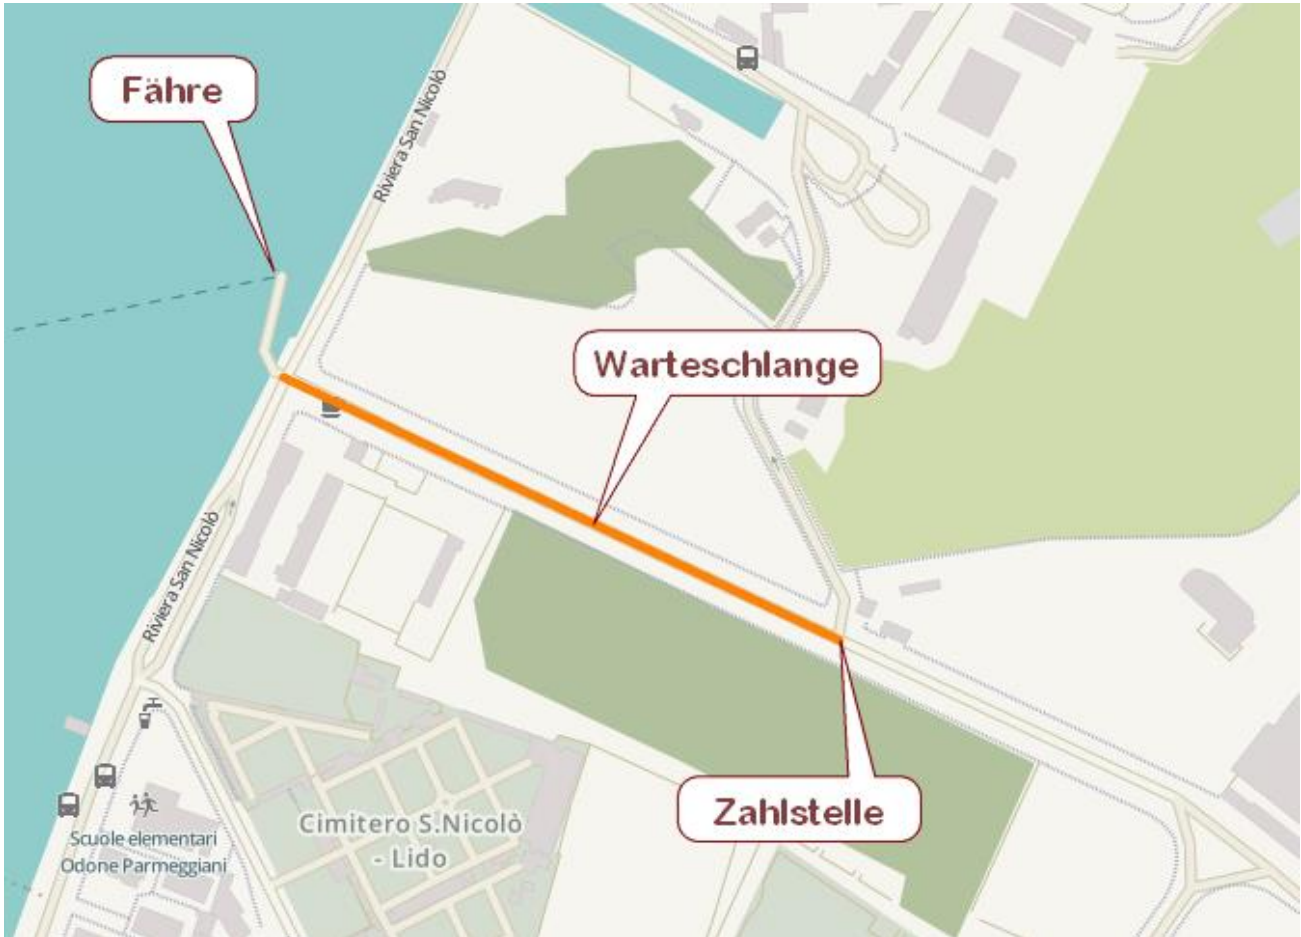 Fähre
Riviera San Nicolò
Warteschlange
Riviera San Nicolò
Zahlstelle
Cimitero S.Nicolò
- Lido
Scuole elementari
Odone Parmeggiani